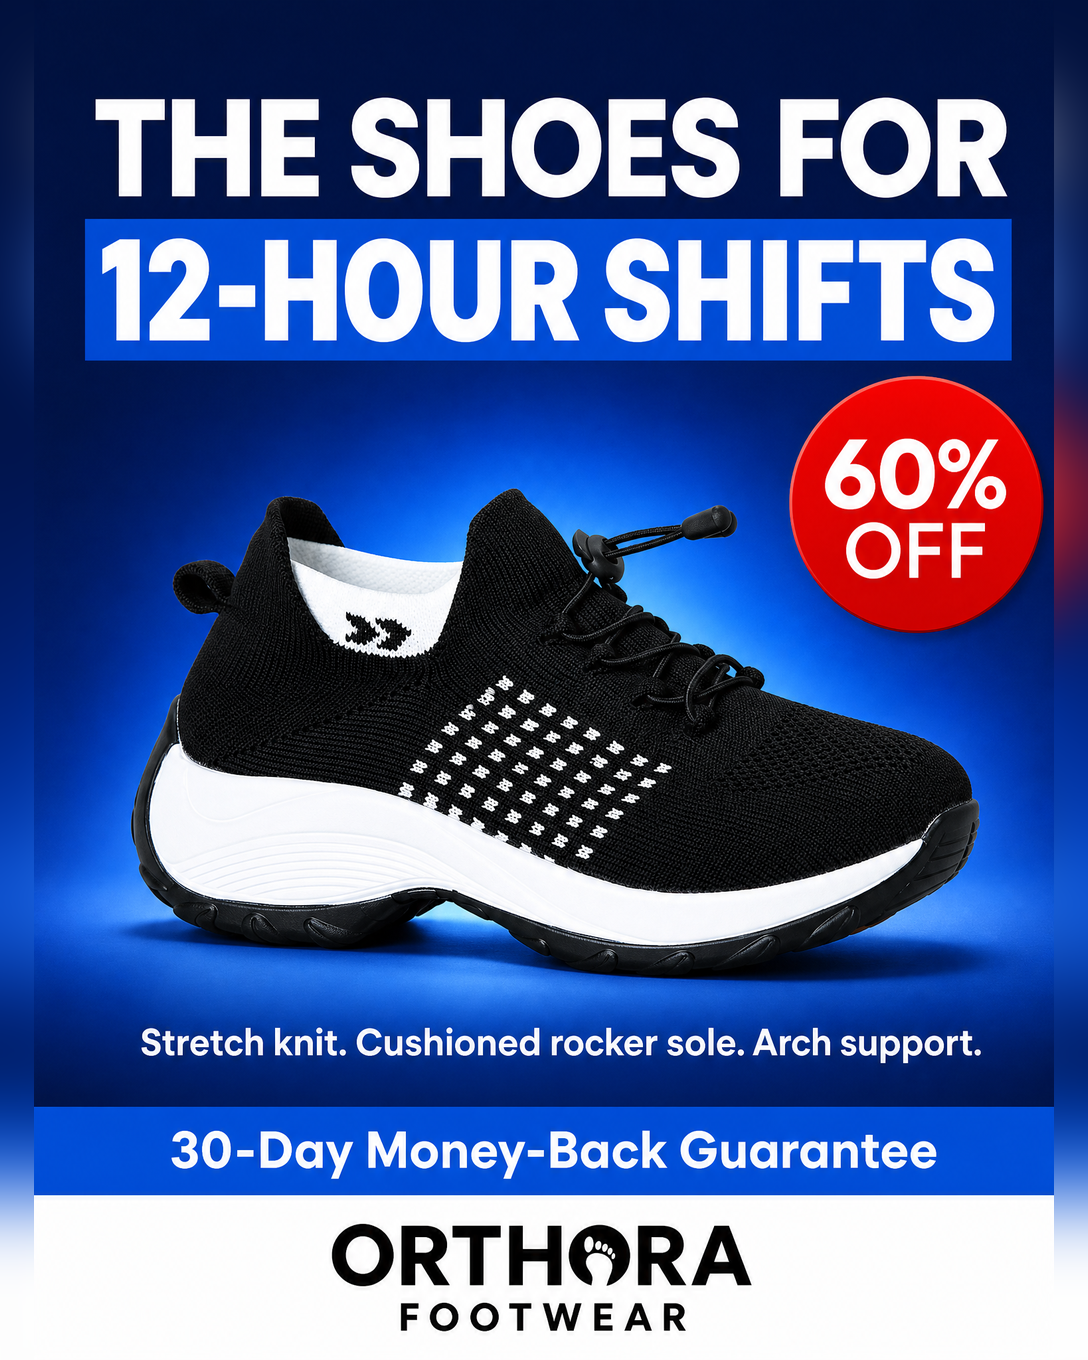 THE SHOES FOR
12-HOUR SHIFTS
60%
OFF
Stretch knit. Cushioned rocker sole. Arch support.
30-Day Money-Back Guarantee
ORTHORA
FOOTWEAR